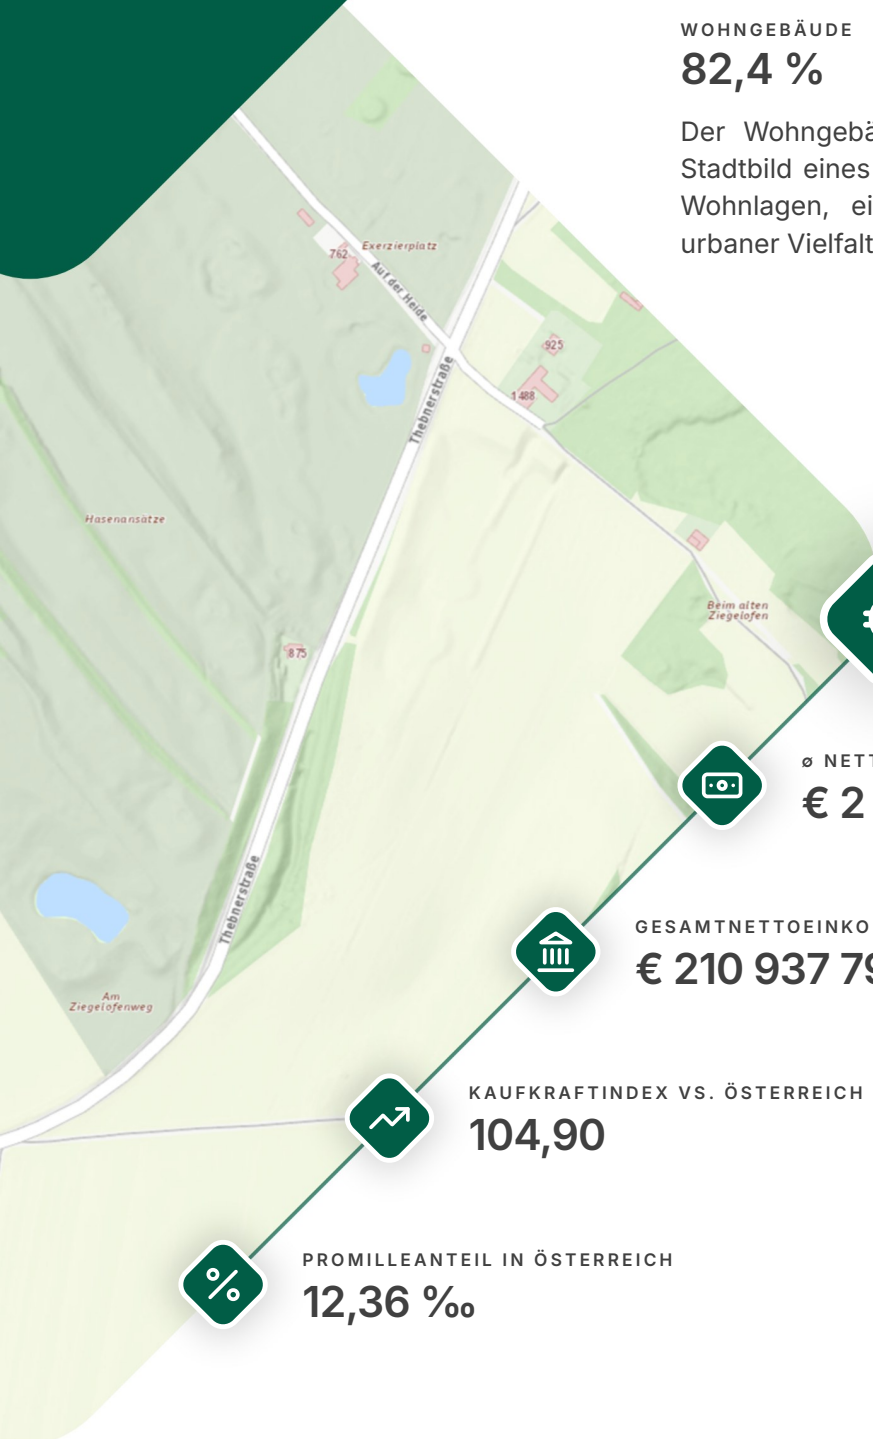 WOHNGEBÄUDE
82,4 %
Der Wohngebä
Stadtbild eines
Wohnlagen, ei
urbaner Vielfalt
Exerzierplatz
762
Auf der Heide
925
1488
Thebnerstraße
Hasenansätze
Beim alten
Ziegelofen
875
ø NETT
€ 2
Thebnerstraße
GESAMTNETTOEINKO
€ 210 937 79
Am
Ziegelofenweg
KAUFKRAFTINDEX VS. ÖSTERREICH
104,90
PROMILLEANTEIL IN ÖSTERREICH
12,36 ‰